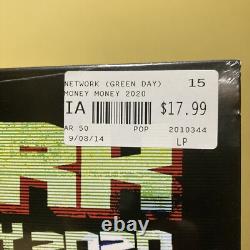 NETWORK (GREEN DAY) 15
MONEY MONEY 2020
IA $17.99
AR 50 POP 2010344
9/08/14 LP
RK
Y 2020